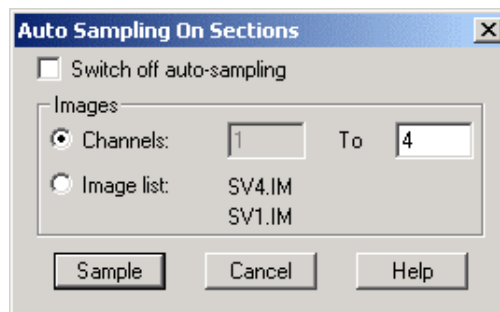 Auto Sampling On Sections
Switch off auto-sampling
Images
Channels: 1 To 4
Image list: SV4.IM
SV1.IM
Sample Cancel Help